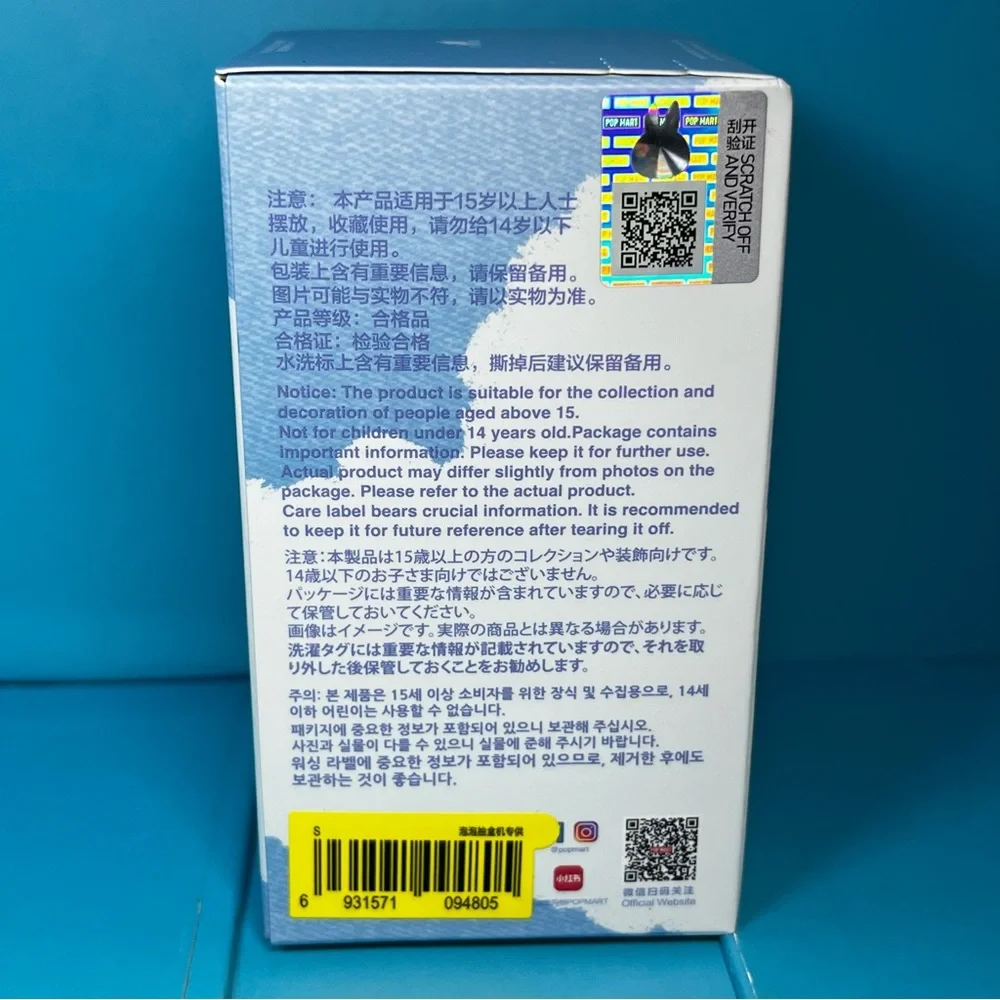 POP MART
POP MART
刮开验证 SCRATCH OFF
AND VERIFY
注意： 本产品适用于15岁以上人士
摆放，收藏使用，请勿给14岁以下
儿童进行使用。
包装上含有重要信息，请保留备用。
图片可能与实物不符，请以实物为准。
产品等级：合格品
合格证：检验合格
水洗标上含有重要信息，撕掉后建议保留备用。
Notice: The product is suitable for the collection and
decoration of people aged above 15.
Not for children under 14 years old.Package contains
Important information. Please keep it for further use.
Actual product may differ slightly from photos on the
package. Please refer to the actual product.
Care label bears crucial information. It is recommended
to keep it for future reference after tearing it off.
注意：本製品は15歳以上の方のコレクションや装飾向けです。
14歳以下のお子さま向けではございません。
パッケージには重要な情報が含まれていますので、必要に応じ
て保管しておいてください。
画像はイメージです。実際の商品とは異なる場合があります。
洗濯タグには重要な情報が記載されていますので、それを取
り外した後保管しておくことをお勧めします。
주의: 본 제품은 15세 이상 소비자를 위한 장식 및 수집용으로, 14세
이하 어린이는 사용할 수 없습니다.
패키지에 중요한 정보가 포함되어 있으니 보관해 주십시오.
사진과 실물이 다를 수 있으니 실물에 준해 주시기 바랍니다.
워싱 라벨에 중요한 정보가 포함되어 있으므로, 제거한 후에도
보관하는 것이 좋습니다.
S 泡泡脸盒机专供
6 931571 094805
@popmart
小红书
POPMART
微信扫码关注
Official Website